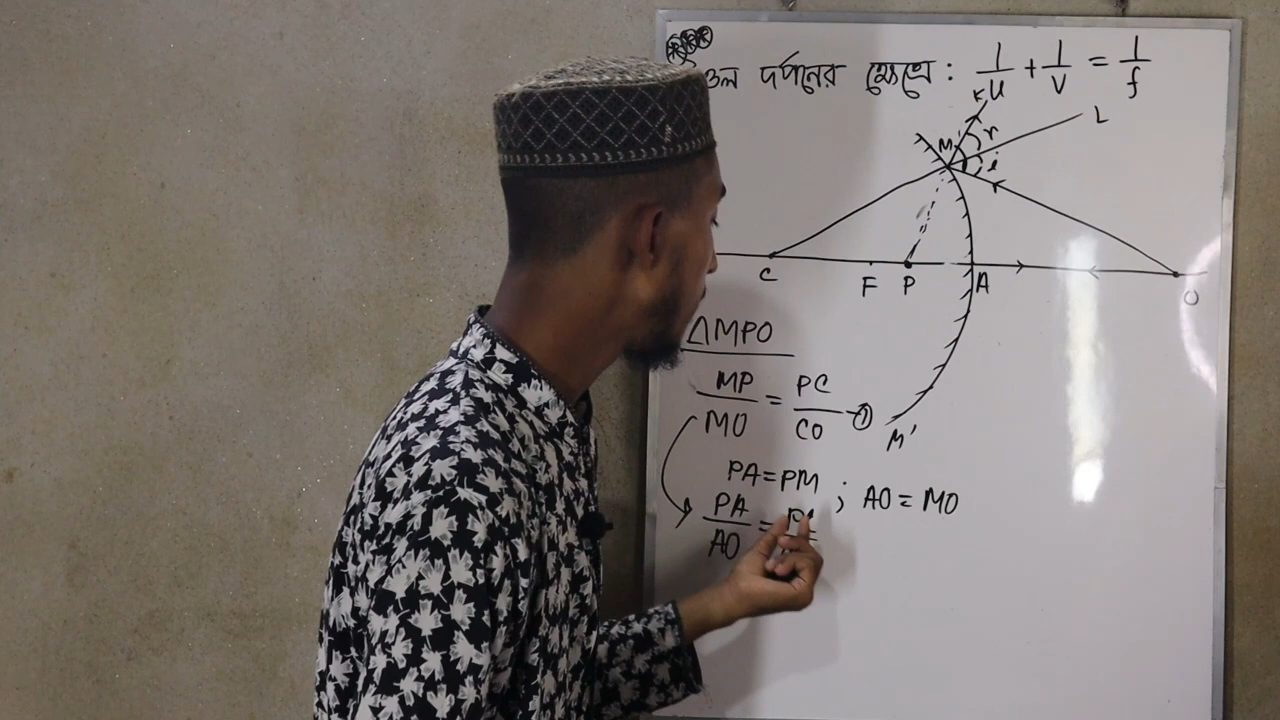 দর্পনের ক্ষেত্রে : 1/U + 1/V = 1/f
K
L
M
r
i
C F P A O
M'
△MPO
MP/MO = PC/CO —①
PA = PM ; AO = MO
PA/AO =